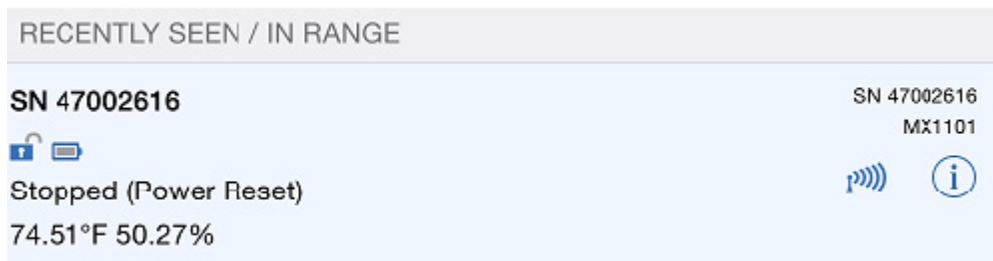 RECENTLY SEEN / IN RANGE
SN 47002616
SN 47002616
MX1101
Stopped (Power Reset)
74.51°F 50.27%